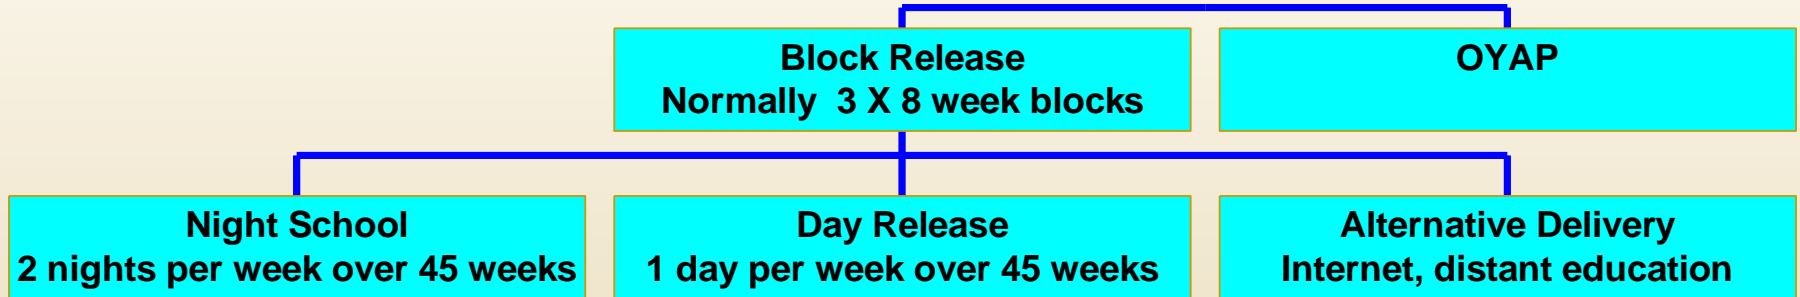 Block Release
Normally 3 X 8 week blocks
OYAP
Night School
2 nights per week over 45 weeks
Day Release
1 day per week over 45 weeks
Alternative Delivery
Internet, distant education